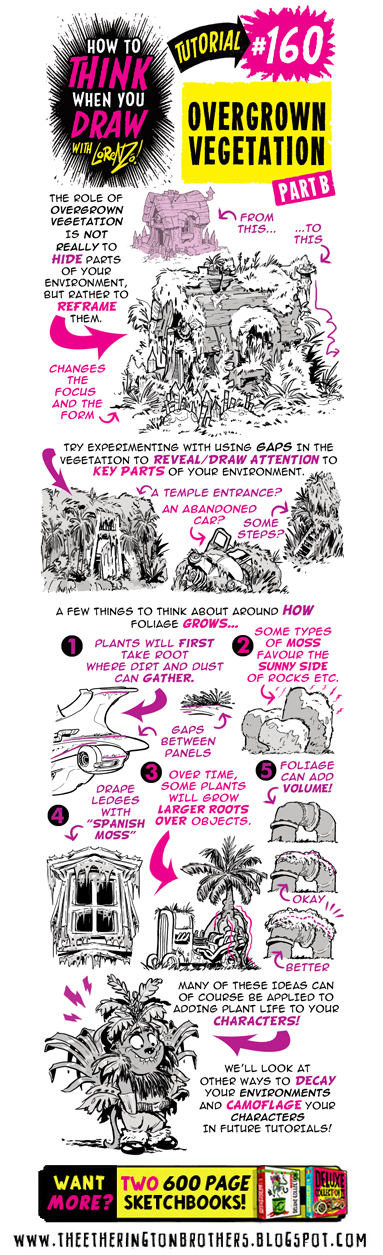 HOW TO
THINK
WHEN YOU
DRAW
WITH LORENZO!
TUTORIAL
#160
OVERGROWN
VEGETATION
PART B
THE ROLE OF
OVERGROWN
VEGETATION
IS NOT
REALLY TO
HIDE PARTS
OF YOUR
ENVIRONMENT,
BUT RATHER TO
REFRAME
THEM.
FROM
THIS...
...TO
THIS
CHANGES
THE
FOCUS
AND THE
FORM
TRY EXPERIMENTING WITH USING GAPS IN THE
VEGETATION TO REVEAL/DRAW ATTENTION TO
KEY PARTS OF YOUR ENVIRONMENT.
A TEMPLE ENTRANCE?
AN ABANDONED
CAR?
SOME
STEPS?
A FEW THINGS TO THINK ABOUT AROUND HOW
FOLIAGE GROWS...
1
PLANTS WILL FIRST
TAKE ROOT
WHERE DIRT AND DUST
CAN GATHER.
GAPS
BETWEEN
PANELS
2
SOME TYPES
OF MOSS
FAVOUR THE
SUNNY SIDE
OF ROCKS ETC.
3
OVER TIME,
SOME PLANTS
WILL GROW
LARGER ROOTS
OVER OBJECTS.
4
DRAPE
LEDGES
WITH
"SPANISH
MOSS"
5
FOLIAGE
CAN ADD
VOLUME!
OKAY
BETTER
MANY OF THESE IDEAS CAN
OF COURSE BE APPLIED TO
ADDING PLANT LIFE TO YOUR
CHARACTERS!
WE'LL LOOK AT
OTHER WAYS TO DECAY
YOUR ENVIRONMENTS
AND CAMOFLAGE YOUR
CHARACTERS
IN FUTURE TUTORIALS!
WANT
MORE?
TWO 600 PAGE
SKETCHBOOKS!
DELUXE
COLLECTION
WWW.THEETHERINGTONBROTHERS.BLOGSPOT.COM